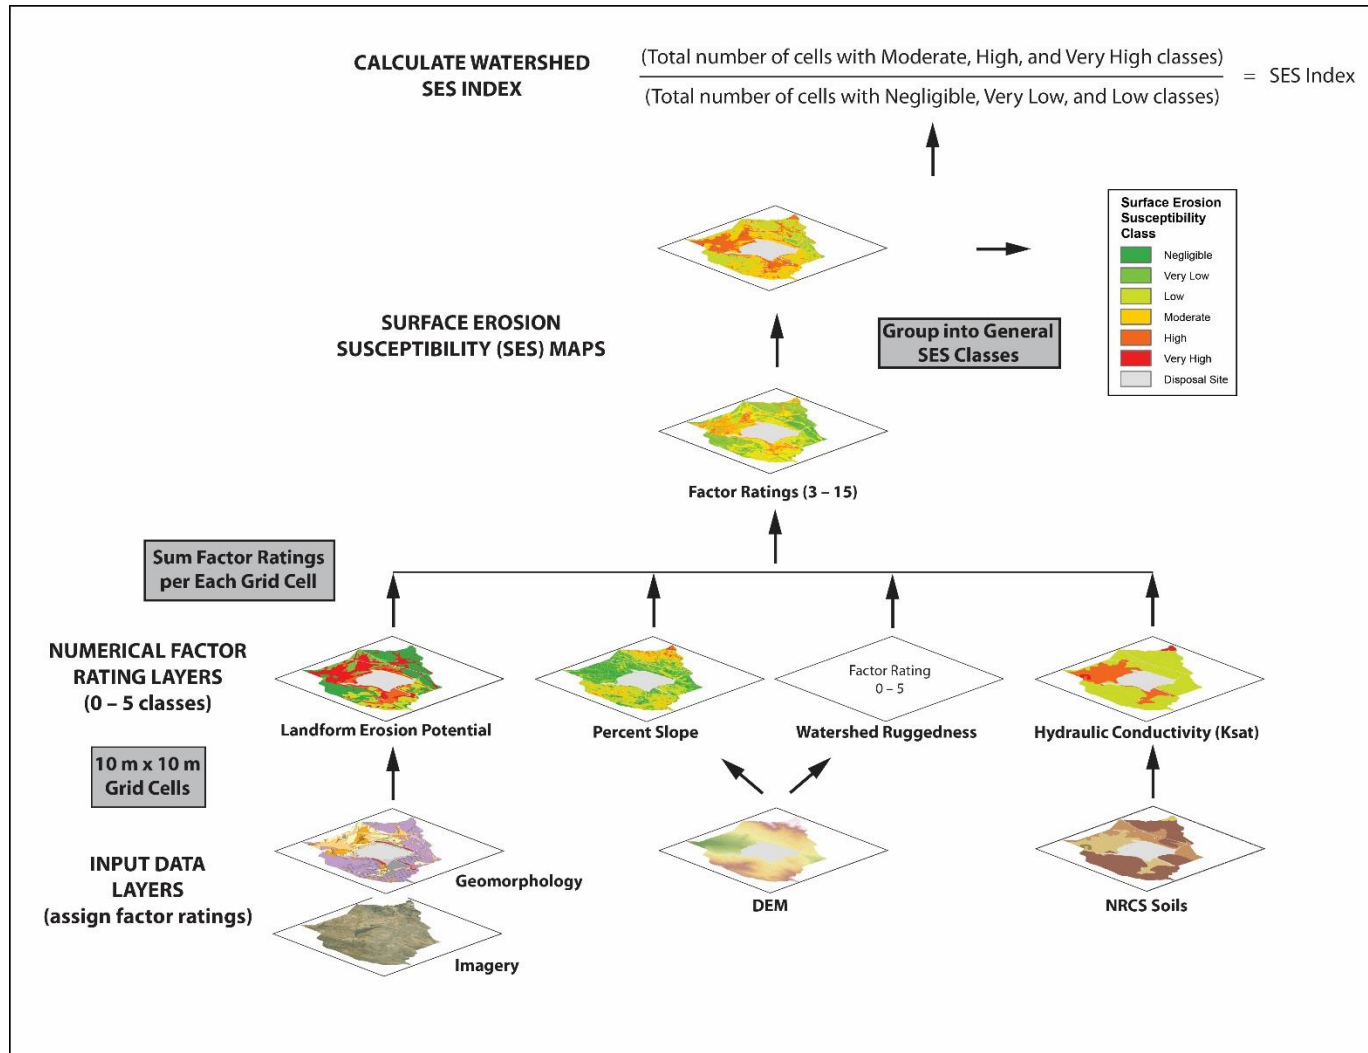 CALCULATE WATERSHED
SES INDEX
(Total number of cells with Moderate, High, and Very High classes)
(Total number of cells with Negligible, Very Low, and Low classes)
= SES Index
Surface Erosion
Susceptibility
Class
Negligible
Very Low
Low
Moderate
High
Very High
Disposal Site
SURFACE EROSION
SUSCEPTIBILITY (SES) MAPS
Group into General
SES Classes
Factor Ratings (3 – 15)
Sum Factor Ratings
per Each Grid Cell
NUMERICAL FACTOR
RATING LAYERS
(0 – 5 classes)
Factor Rating
0 – 5
Landform Erosion Potential
Percent Slope
Watershed Ruggedness
Hydraulic Conductivity (Ksat)
10 m x 10 m
Grid Cells
INPUT DATA
LAYERS
(assign factor ratings)
Geomorphology
DEM
NRCS Soils
Imagery